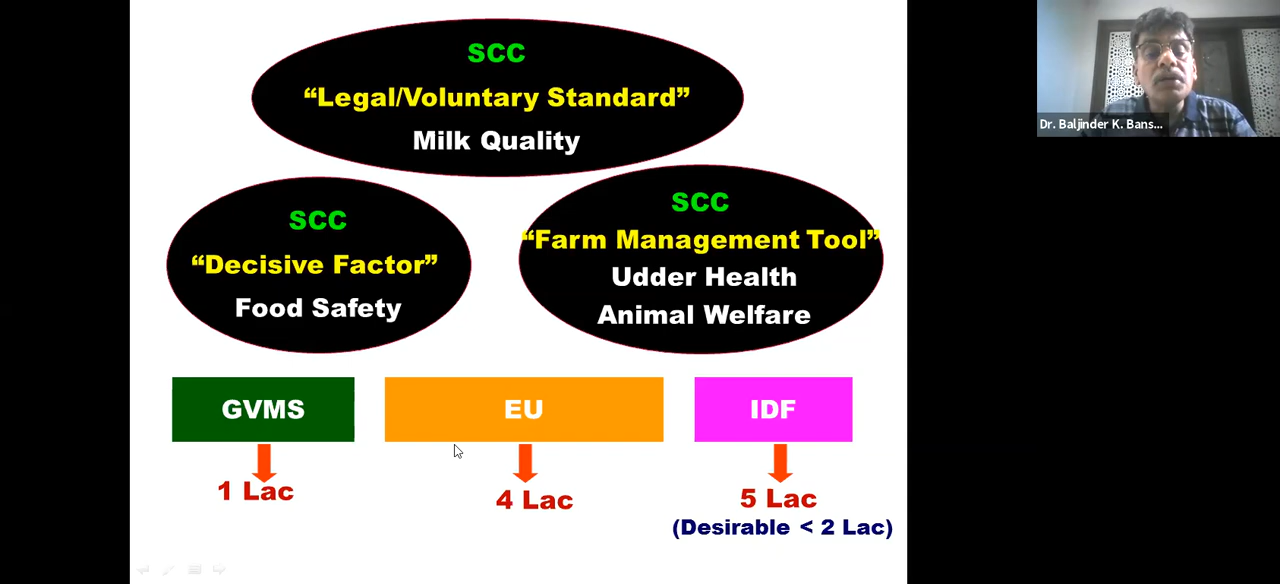 SCC
“Legal/Voluntary Standard”
Milk Quality
SCC
“Decisive Factor”
Food Safety
SCC
“Farm Management Tool”
Udder Health
Animal Welfare
GVMS
EU
IDF
1 Lac
4 Lac
5 Lac
(Desirable < 2 Lac)
Dr. Baljinder K. Bans...